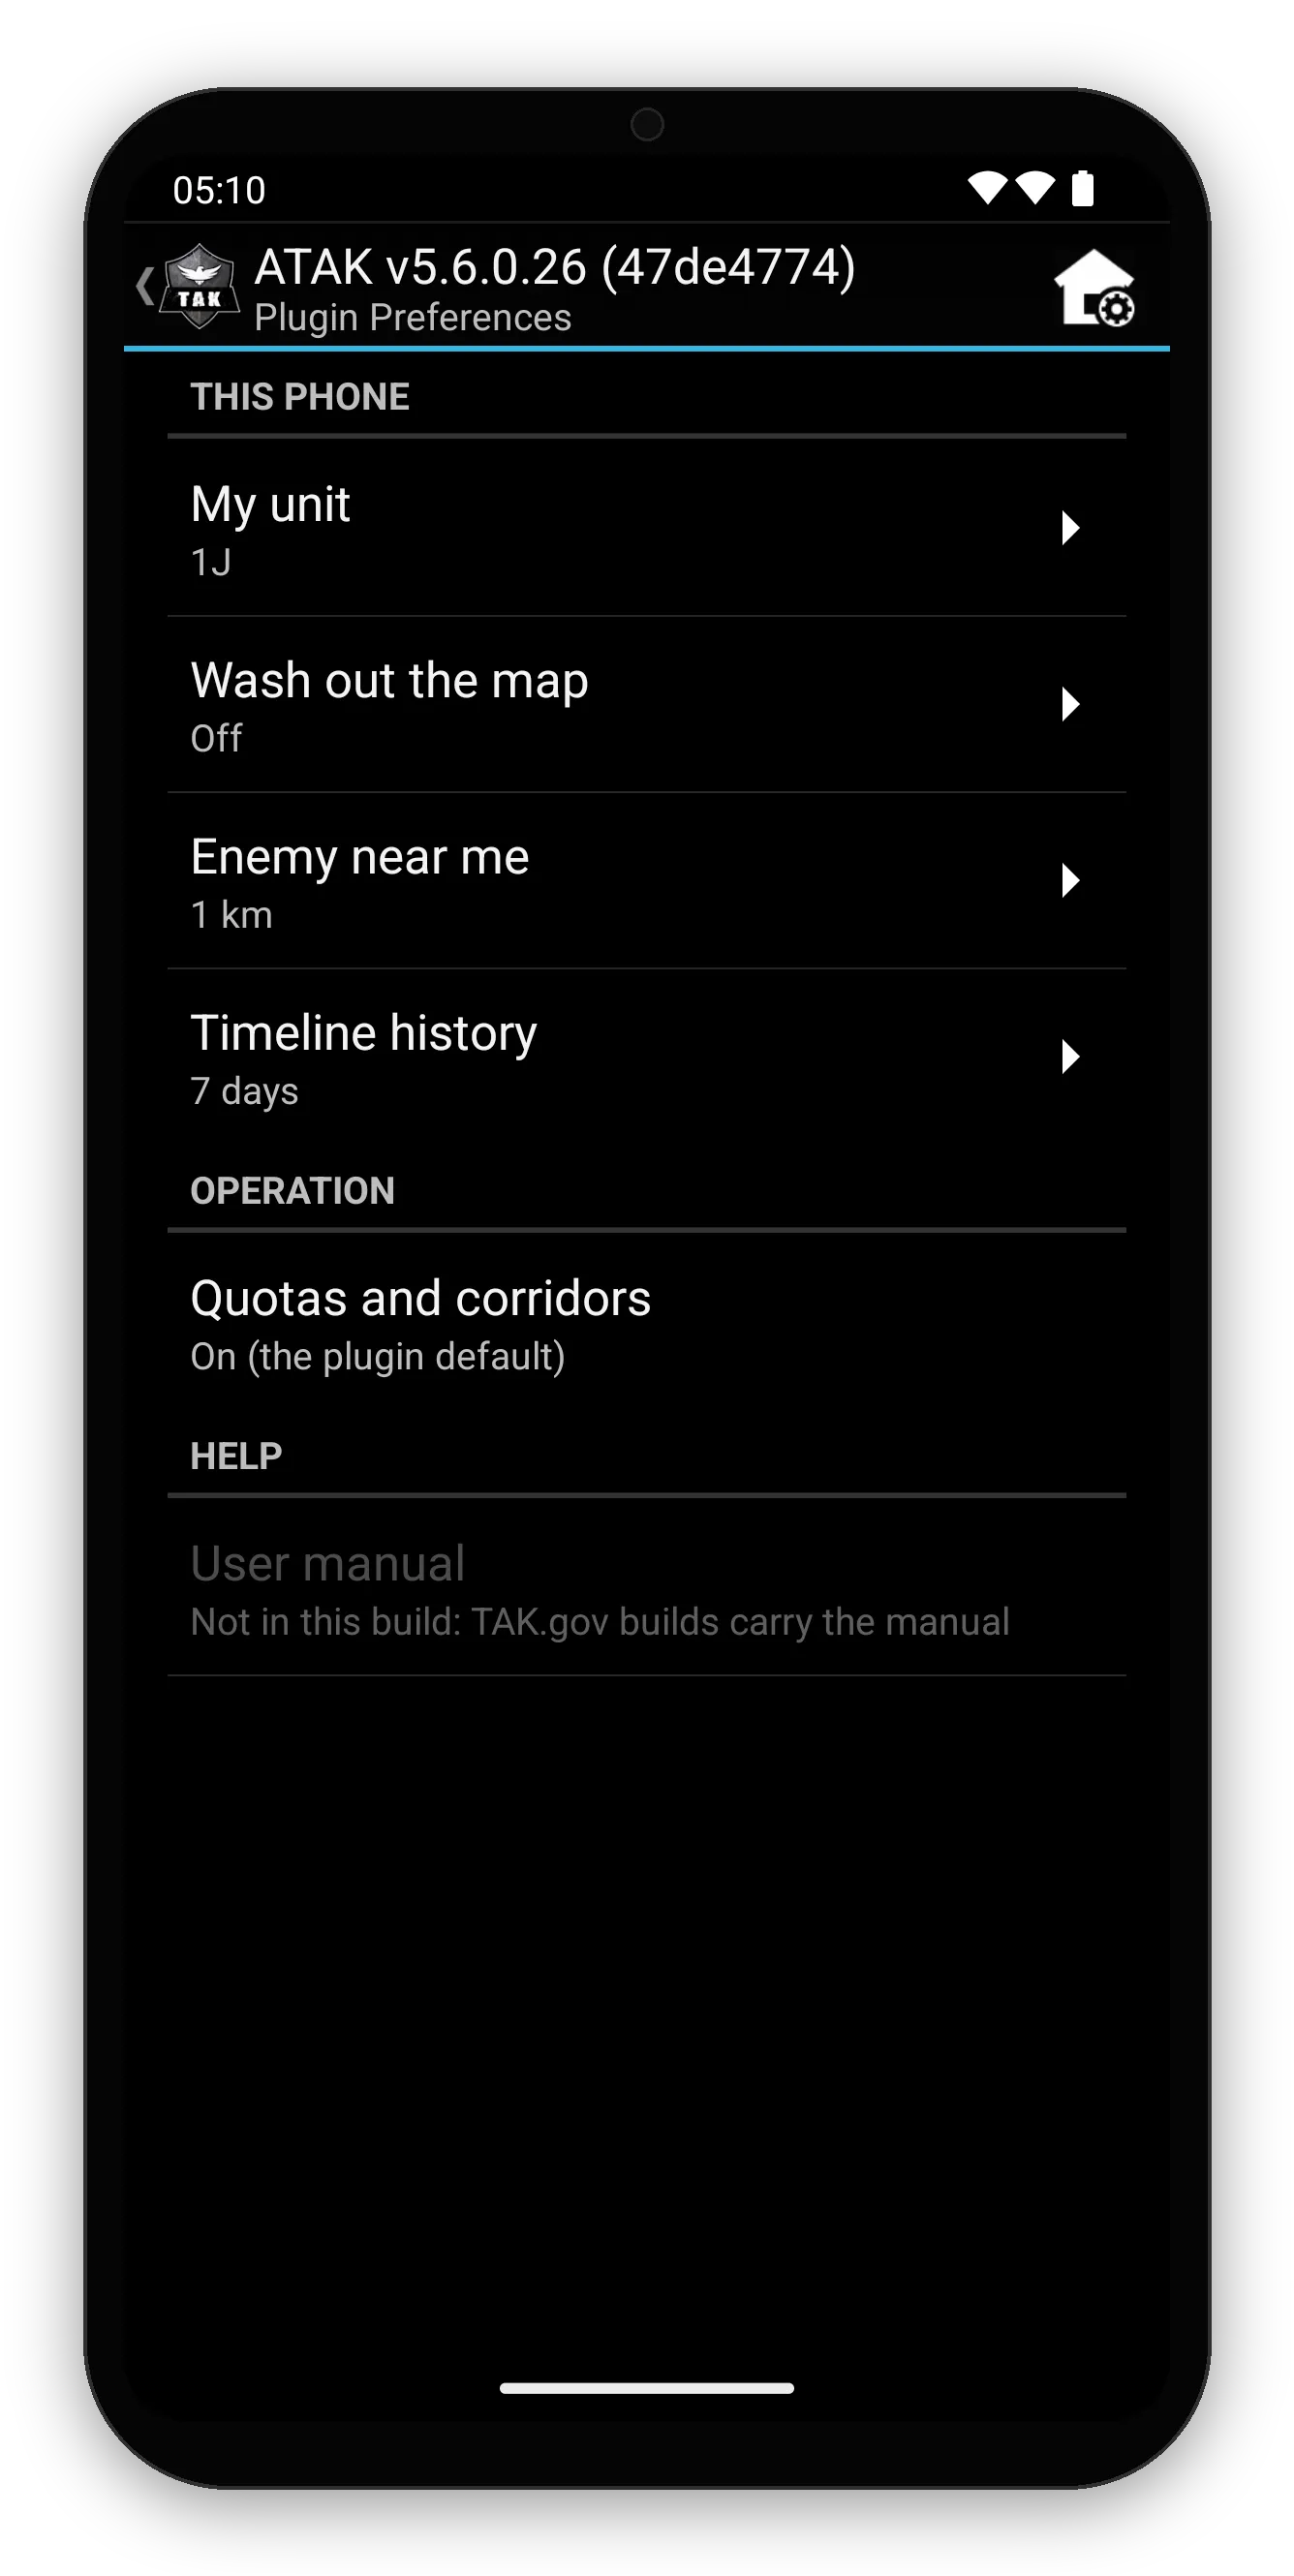 05:10
TAK
ATAK v5.6.0.26 (47de4774)
Plugin Preferences
THIS PHONE
My unit
1J
Wash out the map
Off
Enemy near me
1 km
Timeline history
7 days
OPERATION
Quotas and corridors
On (the plugin default)
HELP
User manual
Not in this build: TAK.gov builds carry the manual